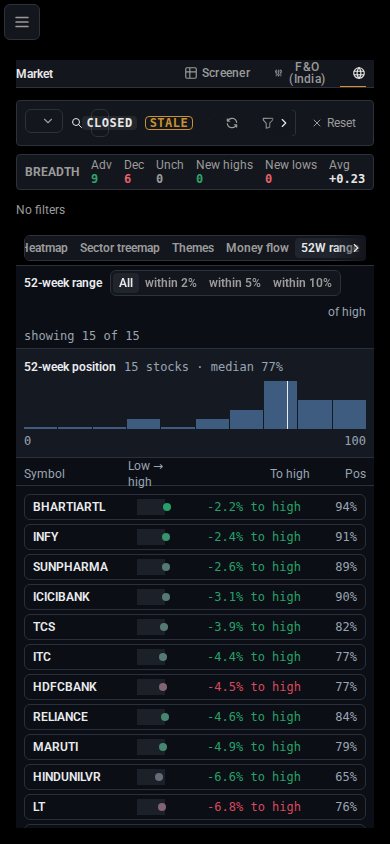 Market
Screener
F&O
(India)
CLOSED
STALE
Reset
BREADTH
Adv
9
Dec
6
Unch
0
New highs
0
New lows
0
Avg
+0.23
No filters
eatmap
Sector treemap
Themes
Money flow
52W range
52-week range
All
within 2%
within 5%
within 10%
of high
showing 15 of 15
52-week position 15 stocks · median 77%
0 100
Symbol Low → high To high Pos
BHARTIARTL -2.2% to high 94%
INFY -2.4% to high 91%
SUNPHARMA -2.6% to high 89%
ICICIBANK -3.1% to high 90%
TCS -3.9% to high 82%
ITC -4.4% to high 77%
HDFCBANK -4.5% to high 77%
RELIANCE -4.6% to high 84%
MARUTI -4.9% to high 79%
HINDUNILVR -6.6% to high 65%
LT -6.8% to high 76%